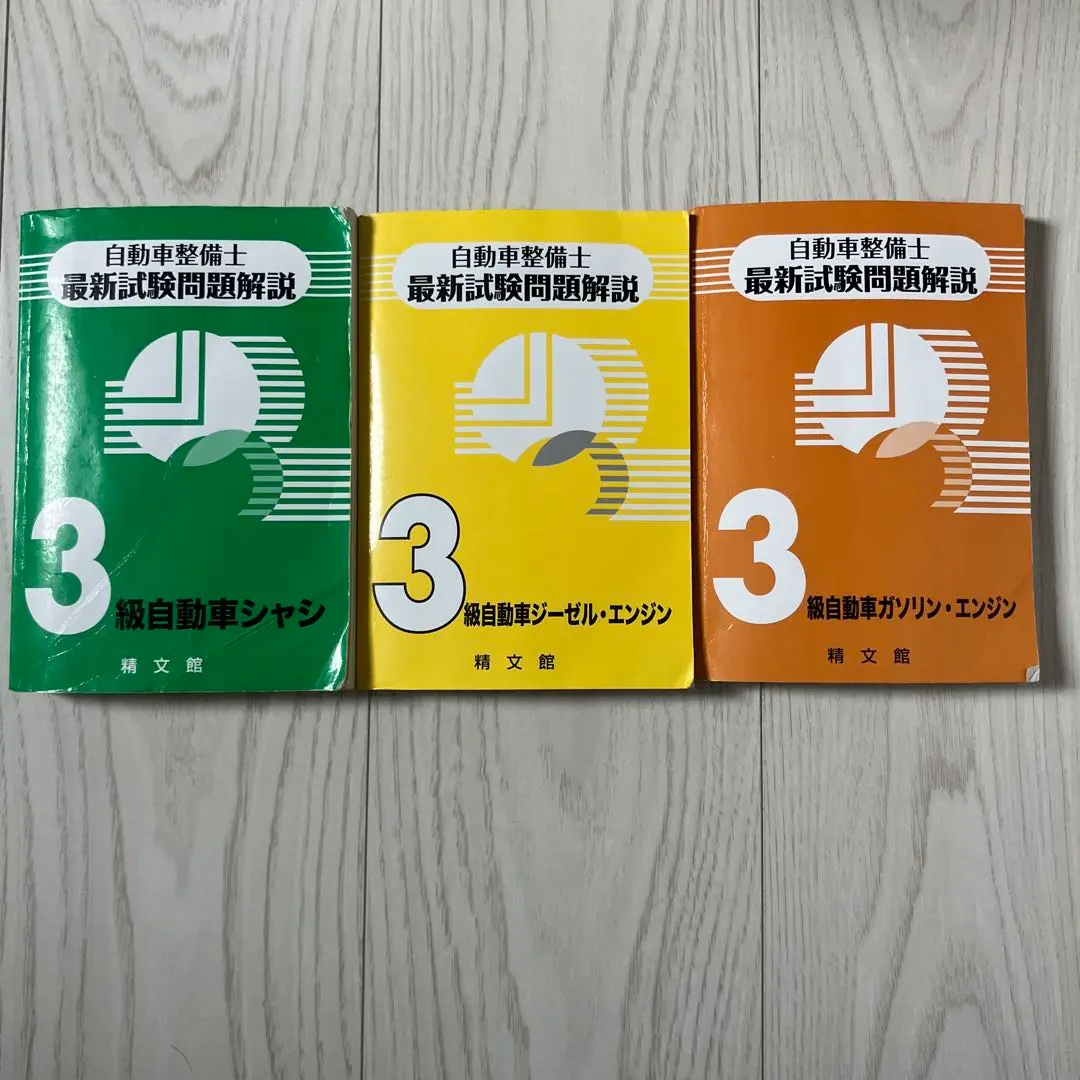 自動車整備士
最新試験問題解説
3級自動車シャシ
精文館
自動車整備士
最新試験問題解説
3級自動車ジーゼル・エンジン
精文館
自動車整備士
最新試験問題解説
3級自動車ガソリン・エンジン
精文館